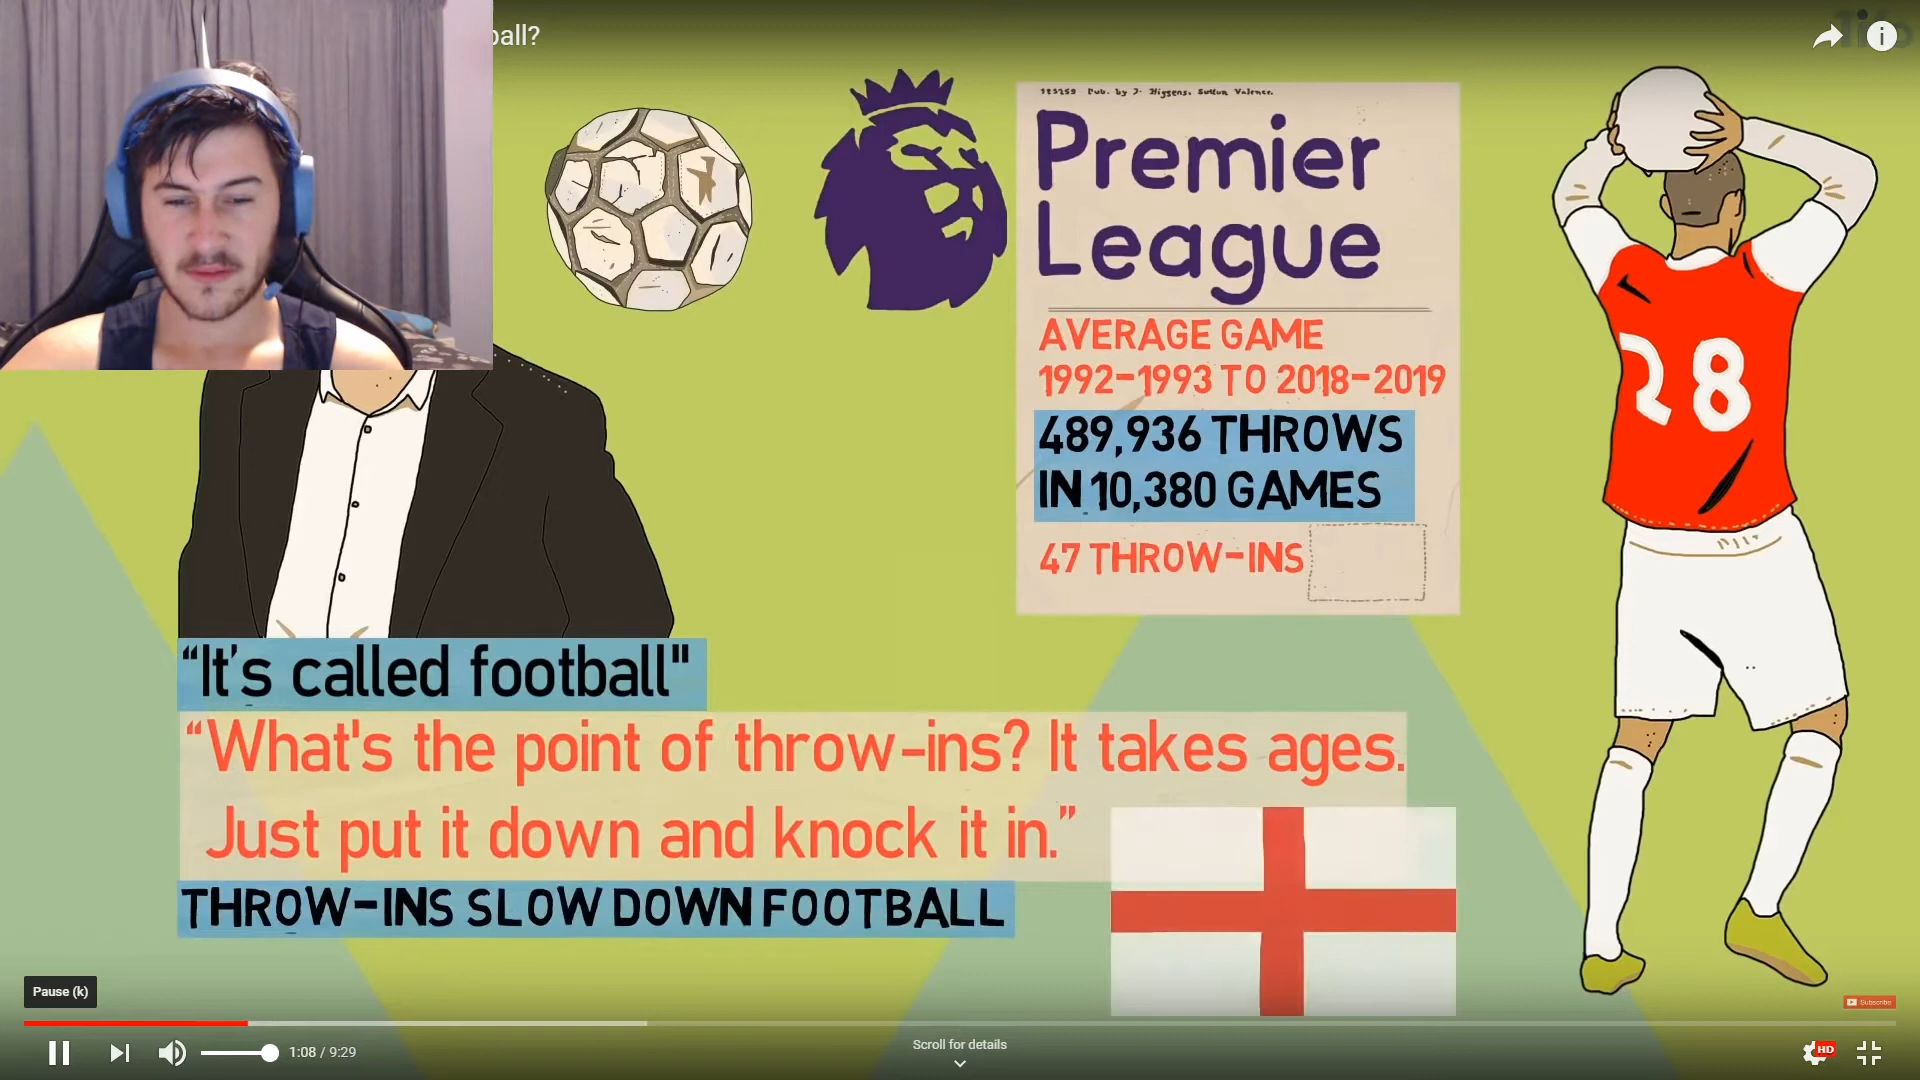 ball?
Premier
League
AVERAGE GAME
1992-1993 TO 2018-2019
489,936 THROWS
IN 10,380 GAMES
47 THROW-INS
28
“It’s called football"
“What's the point of throw-ins? It takes ages.
Just put it down and knock it in.”
THROW-INS SLOW DOWN FOOTBALL
Pause (k)
Subscribe
1:08 / 9:29
Scroll for details
HD